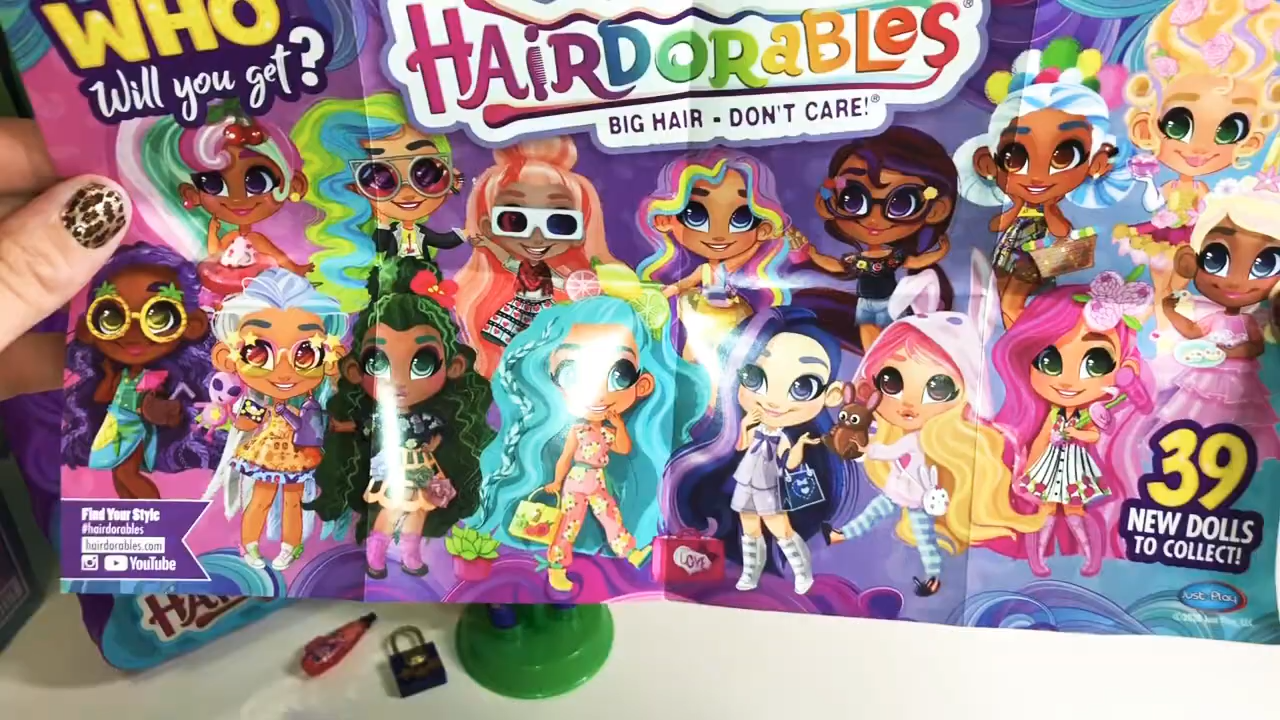 WHO
Will you get?
HAIRDORABLES®
BIG HAIR - DON'T CARE!®
Find Your Style
#hairdorables
hairdorables.com
YouTube
LOVE
39
NEW DOLLS
TO COLLECT!
Just Play
HA